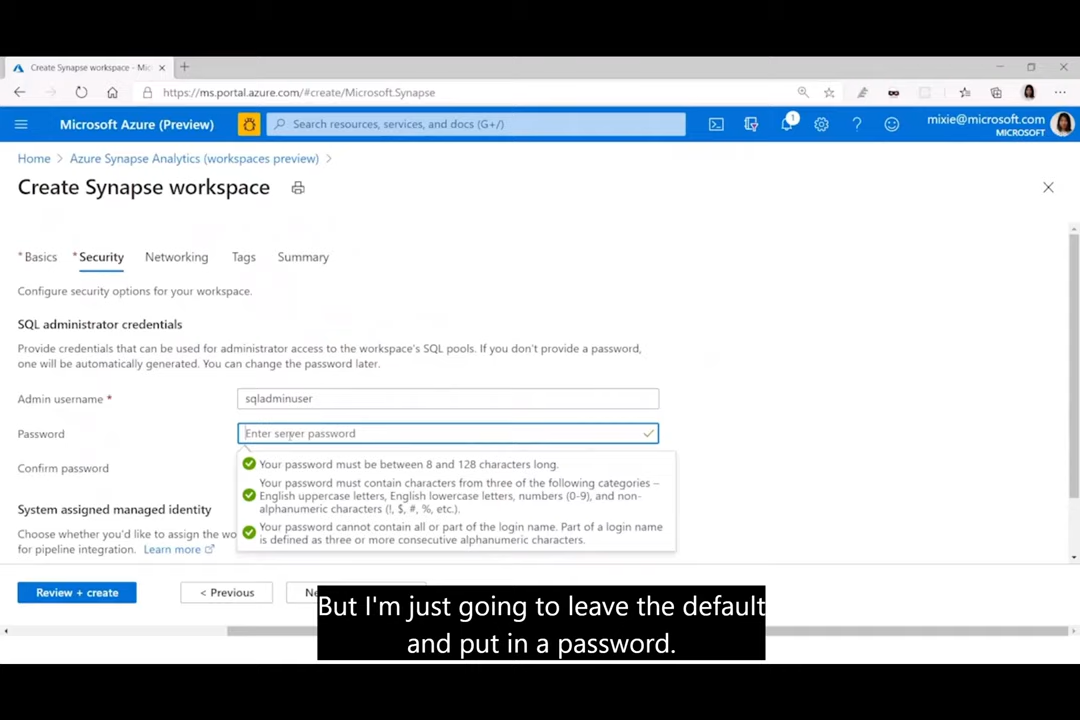 Create Synapse workspace - Mic
https://ms.portal.azure.com/#create/Microsoft.Synapse
Microsoft Azure (Preview)
Search resources, services, and docs (G+/)
1
mixie@microsoft.com
MICROSOFT
Home > Azure Synapse Analytics (workspaces preview) >
Create Synapse workspace
* Basics * Security Networking Tags Summary
Configure security options for your workspace.
SQL administrator credentials
Provide credentials that can be used for administrator access to the workspace's SQL pools. If you don't provide a password,
one will be automatically generated. You can change the password later.
Admin username * sqladminuser
Password Enter server password
Your password must be between 8 and 128 characters long.
Confirm password
Your password must contain characters from three of the following categories –
English uppercase letters, English lowercase letters, numbers (0-9), and non-
alphanumeric characters (!, $, #, %, etc.).
System assigned managed identity
Your password cannot contain all or part of the login name. Part of a login name
is defined as three or more consecutive alphanumeric characters.
Choose whether you'd like to assign the wo
for pipeline integration. Learn more
Review + create < Previous
But I'm just going to leave the default
and put in a password.